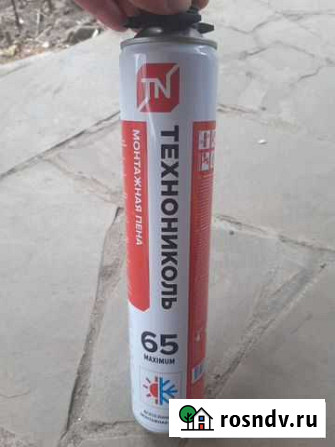 TN
ТЕХНОНИКОЛЬ
МОНТАЖНАЯ ПЕНА
65
MAXIMUM
rosndv.ru